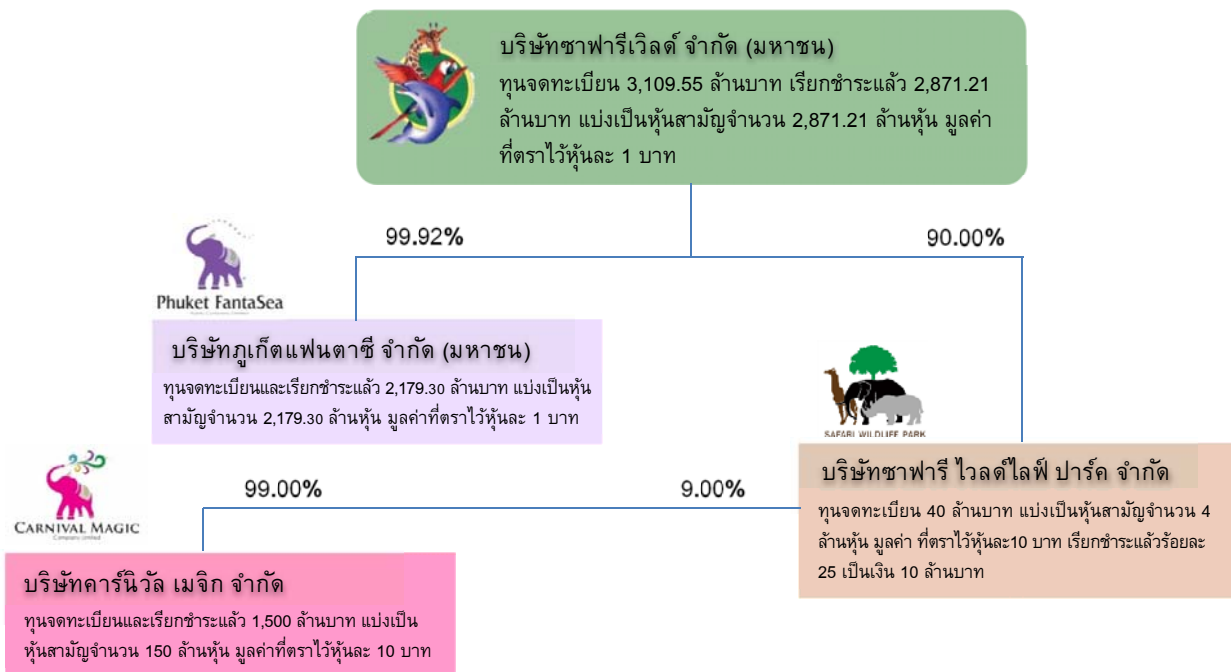 บริษัทซาฟารีเวิลด์ จำกัด (มหาชน)
ทุนจดทะเบียน 3,109.55 ล้านบาท เรียกชำระแล้ว 2,871.21
ล้านบาท แบ่งเป็นหุ้นสามัญจำนวน 2,871.21 ล้านหุ้น มูลค่า
ที่ตราไว้หุ้นละ 1 บาท
99.92%
90.00%
Phuket FantaSea
บริษัทภูเก็ตแฟนตาซี จำกัด (มหาชน)
ทุนจดทะเบียนและเรียกชำระแล้ว 2,179.30 ล้านบาท แบ่งเป็นหุ้น
สามัญจำนวน 2,179.30 ล้านหุ้น มูลค่าที่ตราไว้หุ้นละ 1 บาท
SAFARI WILDLIFE PARK
บริษัทซาฟารี ไวลด์ไลฟ์ ปาร์ค จำกัด
ทุนจดทะเบียน 40 ล้านบาท แบ่งเป็นหุ้นสามัญจำนวน 4
ล้านหุ้น มูลค่า ที่ตราไว้หุ้นละ10 บาท เรียกชำระแล้วร้อยละ
25 เป็นเงิน 10 ล้านบาท
99.00%
9.00%
CARNIVAL MAGIC
Company Limited
บริษัทคาร์นิวัล เมจิก จำกัด
ทุนจดทะเบียนและเรียกชำระแล้ว 1,500 ล้านบาท แบ่งเป็น
หุ้นสามัญจำนวน 150 ล้านหุ้น มูลค่าที่ตราไว้หุ้นละ 10 บาท